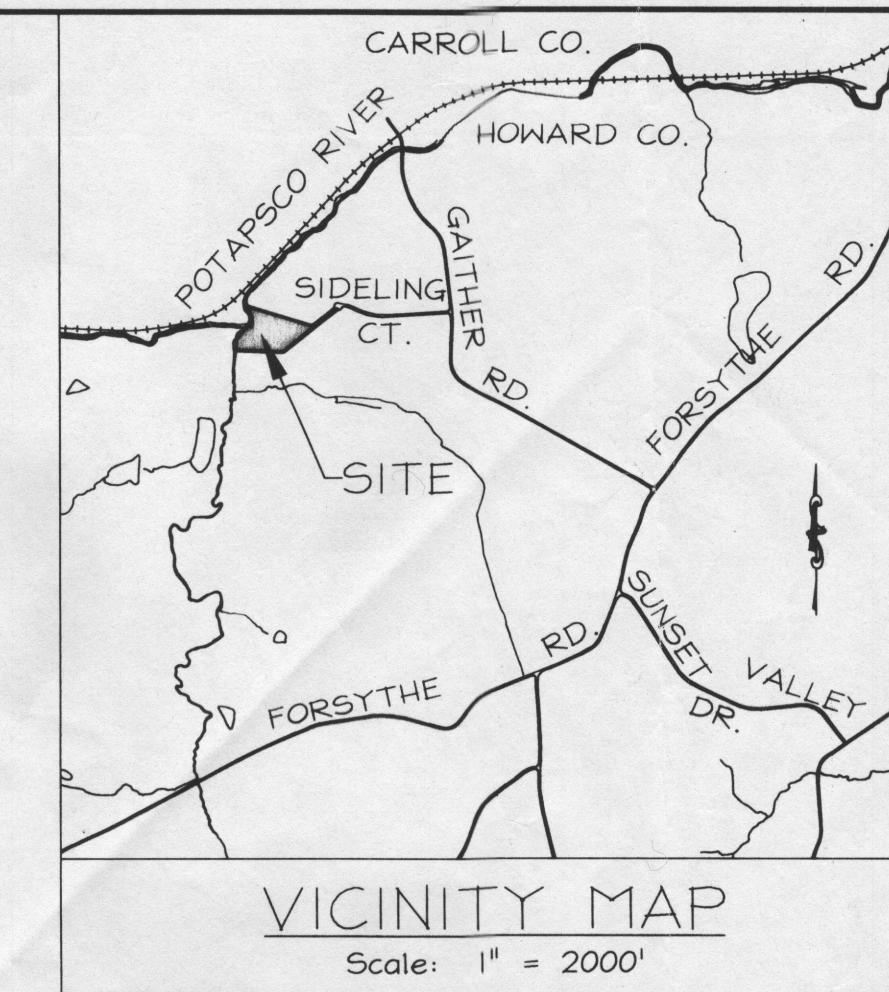 CARROLL CO.
HOWARD CO.
POTAPSCO RIVER
GAITHER
RD.
SIDELING
CT.
FORSYTHE
RD.
SITE
SUNSET
VALLEY
DR.
FORSYTHE
RD.
VICINITY MAP
Scale: 1" = 2000'